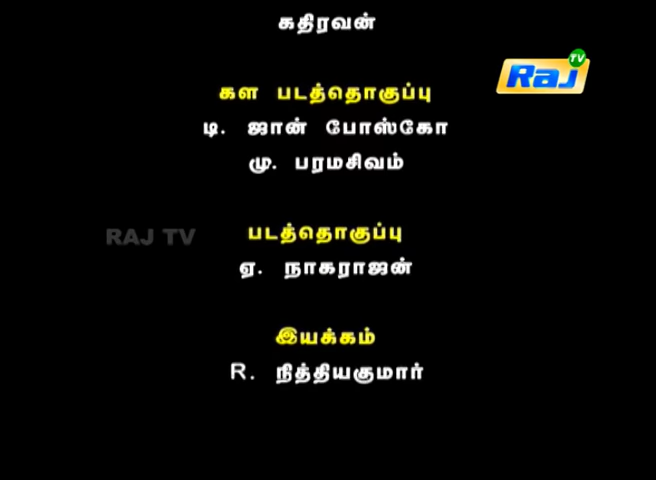 கதிரவன்
Raj TV
கள படத்தொகுப்பு
டி. ஜான் போஸ்கோ
மு. பரமசிவம்
RAJ TV
படத்தொகுப்பு
ஏ. நாகராஜன்
இயக்கம்
R. நித்தியகுமார்